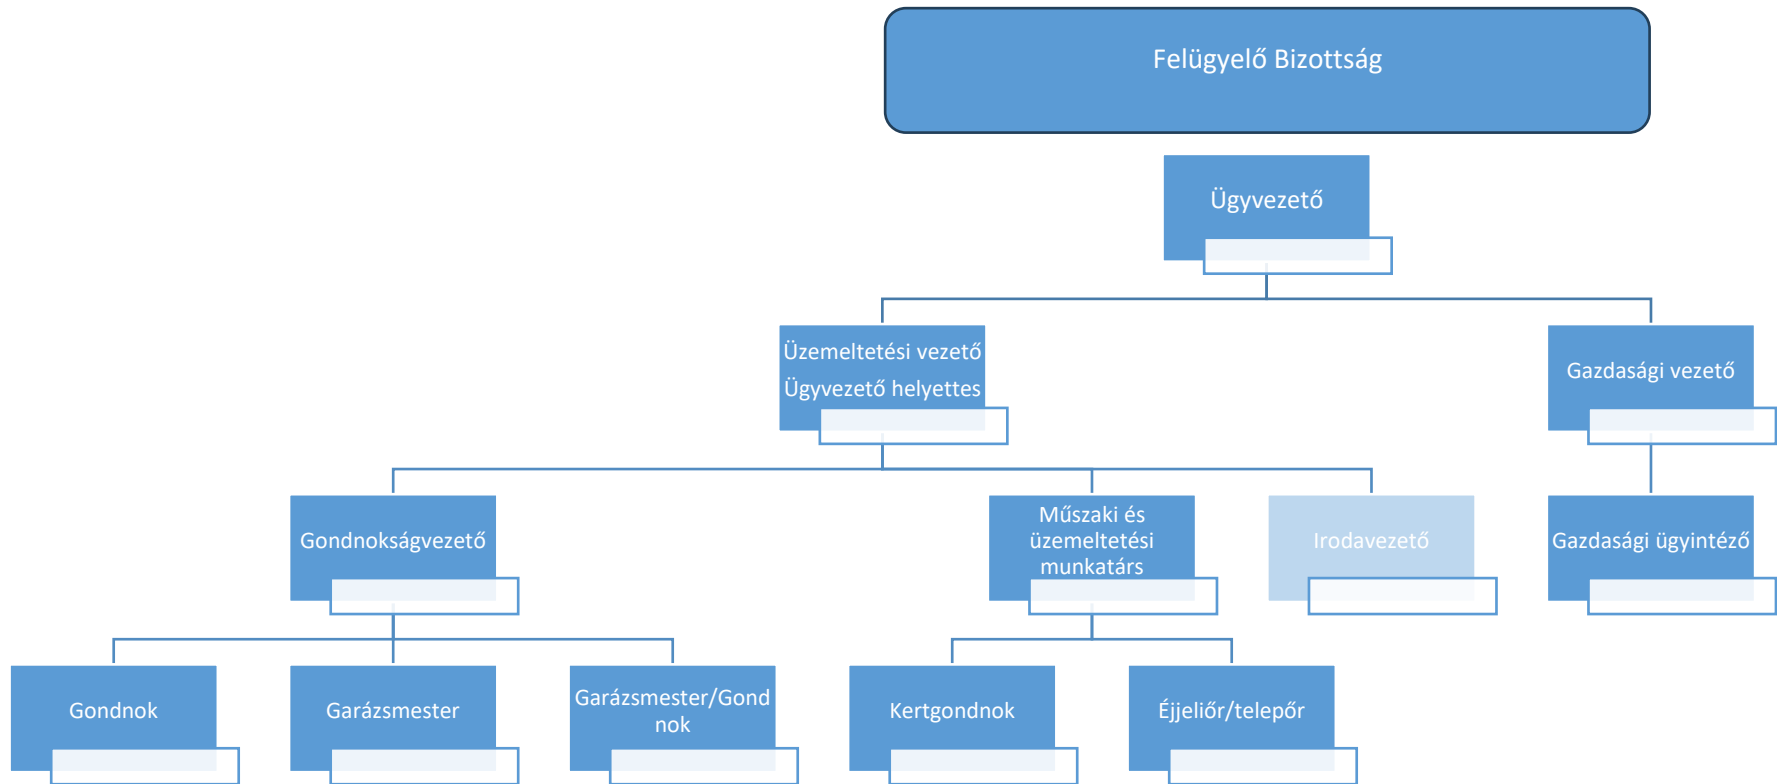 Felügyelő Bizottság
Ügyvezető
Üzemeltetési vezető
Ügyvezető helyettes
Gazdasági vezető
Gondnokságvezető
Műszaki és
üzemeltetési
munkatárs
Irodavezető
Gazdasági ügyintéző
Gondnok
Garázsmester
Garázsmester/Gond
nok
Kertgondnok
Éjjeliőr/telepőr